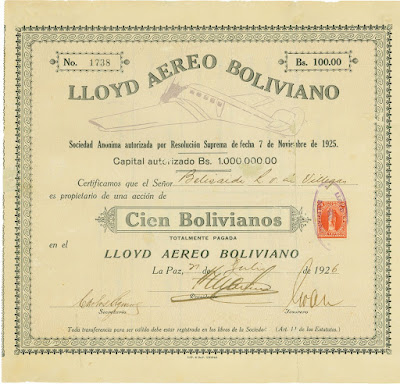 No. 1738
Bs. 100.00
LLOYD AEREO BOLIVIANO
Sociedad Anonima autorizada por Resolución Suprema de fecha 7 de Noviembre de 1925.
Capital autorizado Bs. 1.000,000.00
Certificamos que el Señor
es propietario de una acción de
Cien Bolivianos
TOTALMENTE PAGADA
en el
LLOYD AEREO BOLIVIANO
La Paz, de Julio de 1926
Secretario.
Tesorero.
Toda transferencia para ser válida debe estar registrada en los libros de la Sociedad (Art. 1° de los Estatutos.)